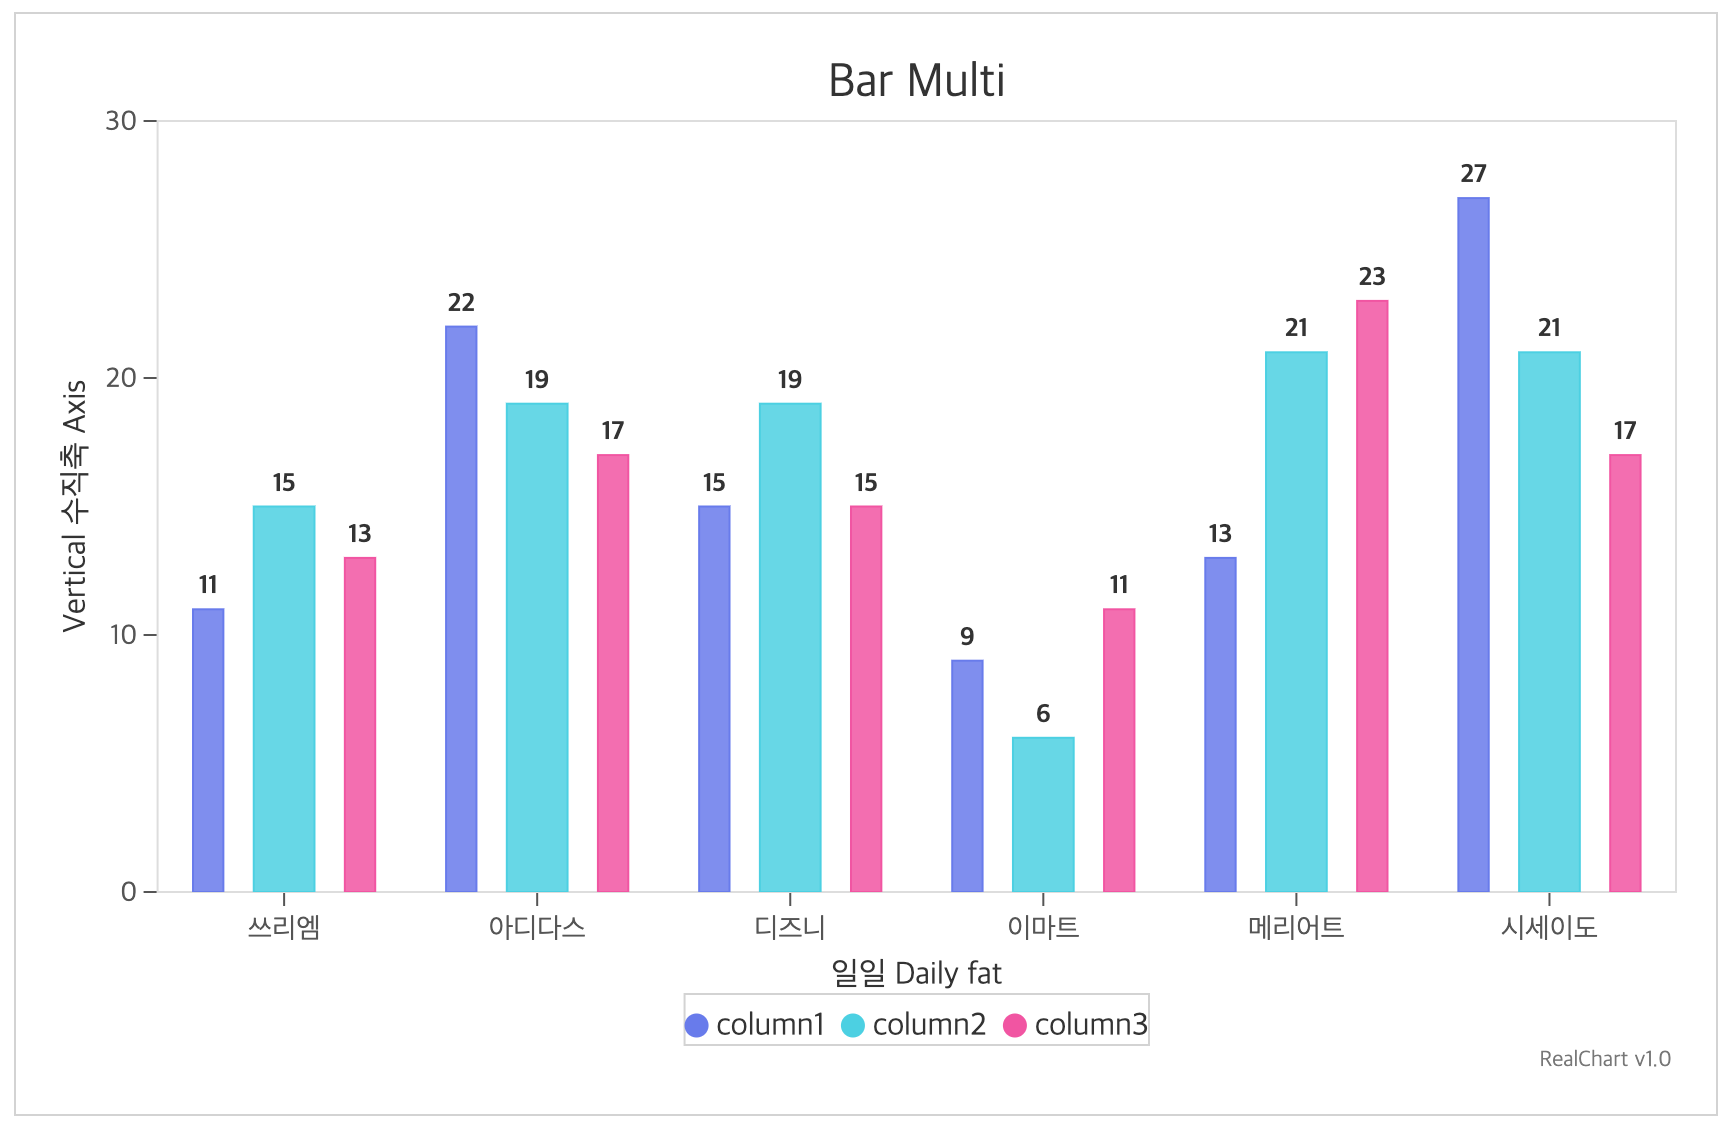 Bar Multi
30
20
10
0
Vertical 수직축 Axis
11 15 13 22 19 17 15 19 15 9 6 11 13 21 23 27 21 17
쓰리엠 아디다스 디즈니 이마트 메리어트 시세이도
일일 Daily fat
column1 column2 column3
RealChart v1.0